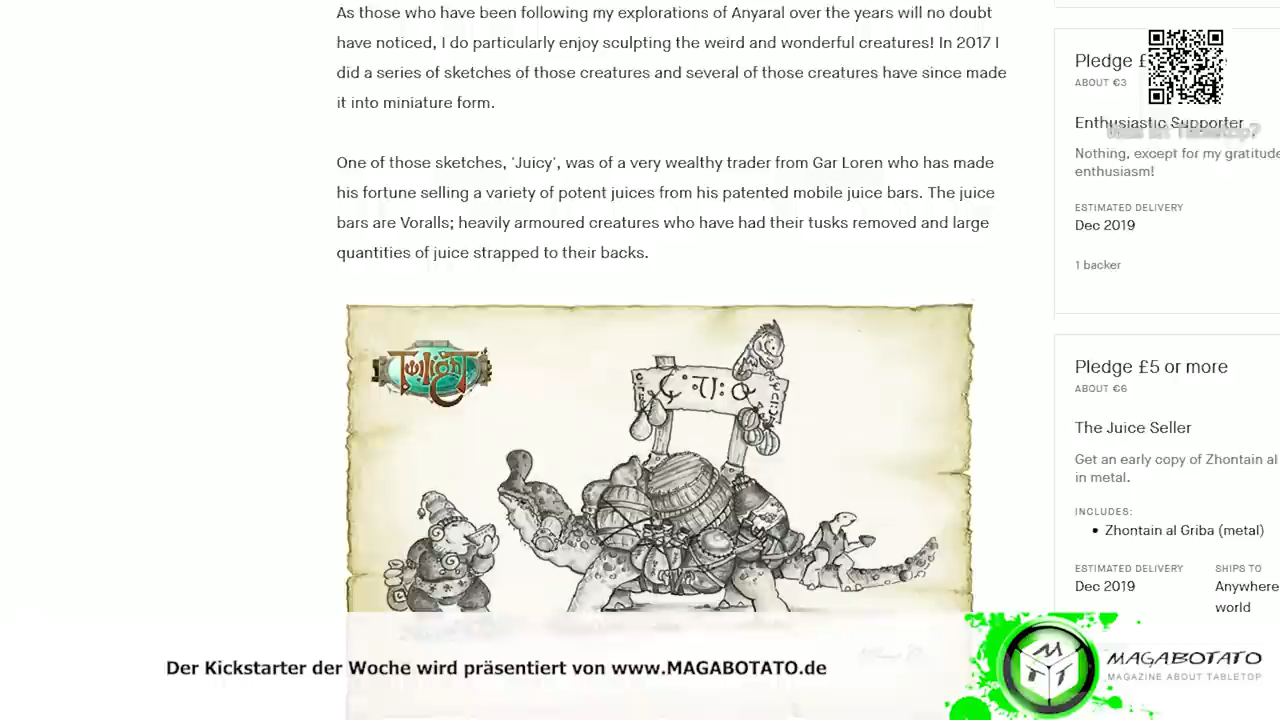 As those who have been following my explorations of Anyaral over the years will no doubt
have noticed, I do particularly enjoy sculpting the weird and wonderful creatures! In 2017 I
did a series of sketches of those creatures and several of those creatures have since made
it into miniature form.
One of those sketches, 'Juicy', was of a very wealthy trader from Gar Loren who has made
his fortune selling a variety of potent juices from his patented mobile juice bars. The juice
bars are Voralls; heavily armoured creatures who have had their tusks removed and large
quantities of juice strapped to their backs.
TWILIGHT
Pledge £
ABOUT €3
Enthusiastic Supporter
Nothing, except for my gratitude
enthusiasm!
ESTIMATED DELIVERY
Dec 2019
1 backer
Pledge £5 or more
ABOUT €6
The Juice Seller
Get an early copy of Zhontain al
in metal.
INCLUDES:
• Zhontain al Griba (metal)
ESTIMATED DELIVERY SHIPS TO
Dec 2019 Anywhere
world
Der Kickstarter der Woche wird präsentiert von www.MAGABOTATO.de
MAGABOTATO
MAGAZINE ABOUT TABLETOP